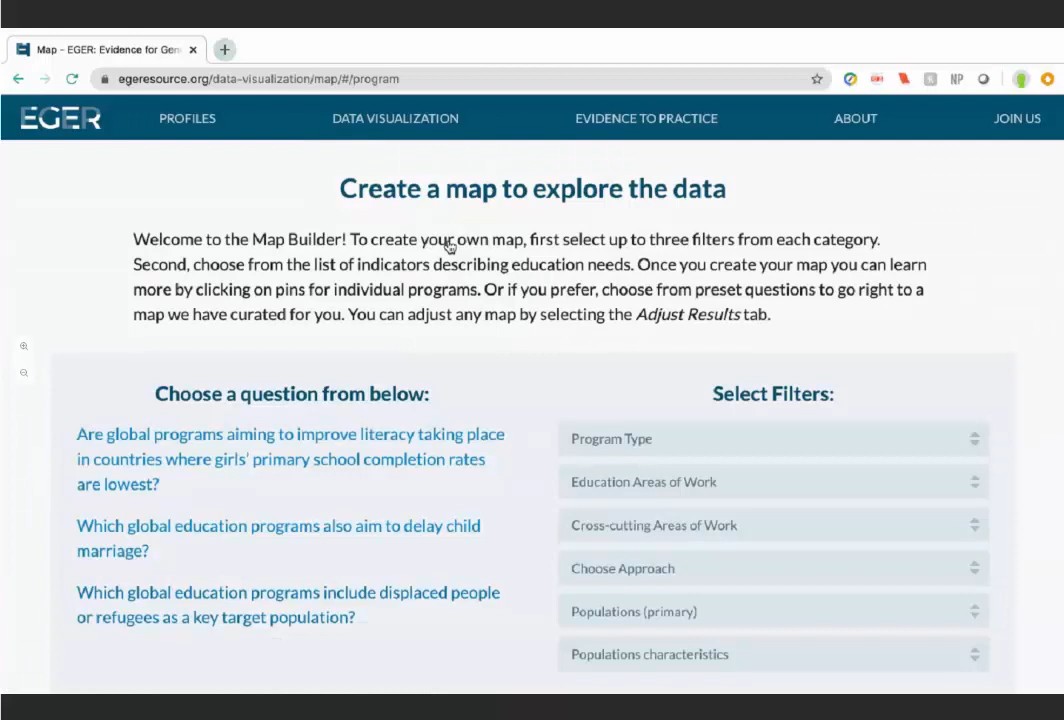 Map – EGER: Evidence for Gen
egeresource.org/data-visualization/map/#/program
NP
EGER
PROFILES
DATA VISUALIZATION
EVIDENCE TO PRACTICE
ABOUT
JOIN US
Create a map to explore the data
Welcome to the Map Builder! To create your own map, first select up to three filters from each category.
Second, choose from the list of indicators describing education needs. Once you create your map you can learn
more by clicking on pins for individual programs. Or if you prefer, choose from preset questions to go right to a
map we have curated for you. You can adjust any map by selecting the Adjust Results tab.
Choose a question from below:
Are global programs aiming to improve literacy taking place
in countries where girls' primary school completion rates
are lowest?
Which global education programs also aim to delay child
marriage?
Which global education programs include displaced people
or refugees as a key target population?
Select Filters:
Program Type
Education Areas of Work
Cross-cutting Areas of Work
Choose Approach
Populations (primary)
Populations characteristics